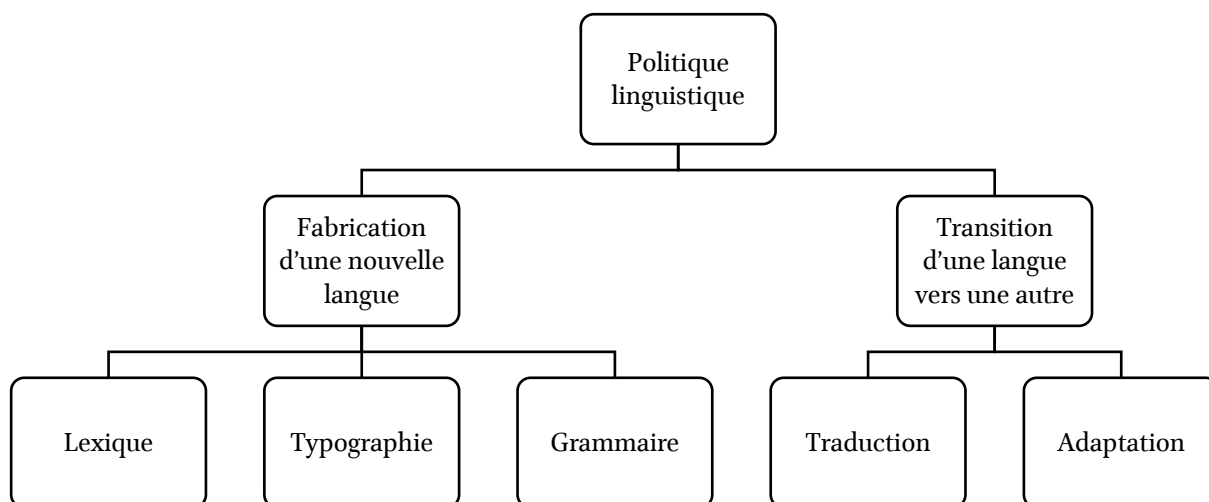 Politique
linguistique
Fabrication
d’une nouvelle
langue
Transition
d’une langue
vers une autre
Lexique
Typographie
Grammaire
Traduction
Adaptation